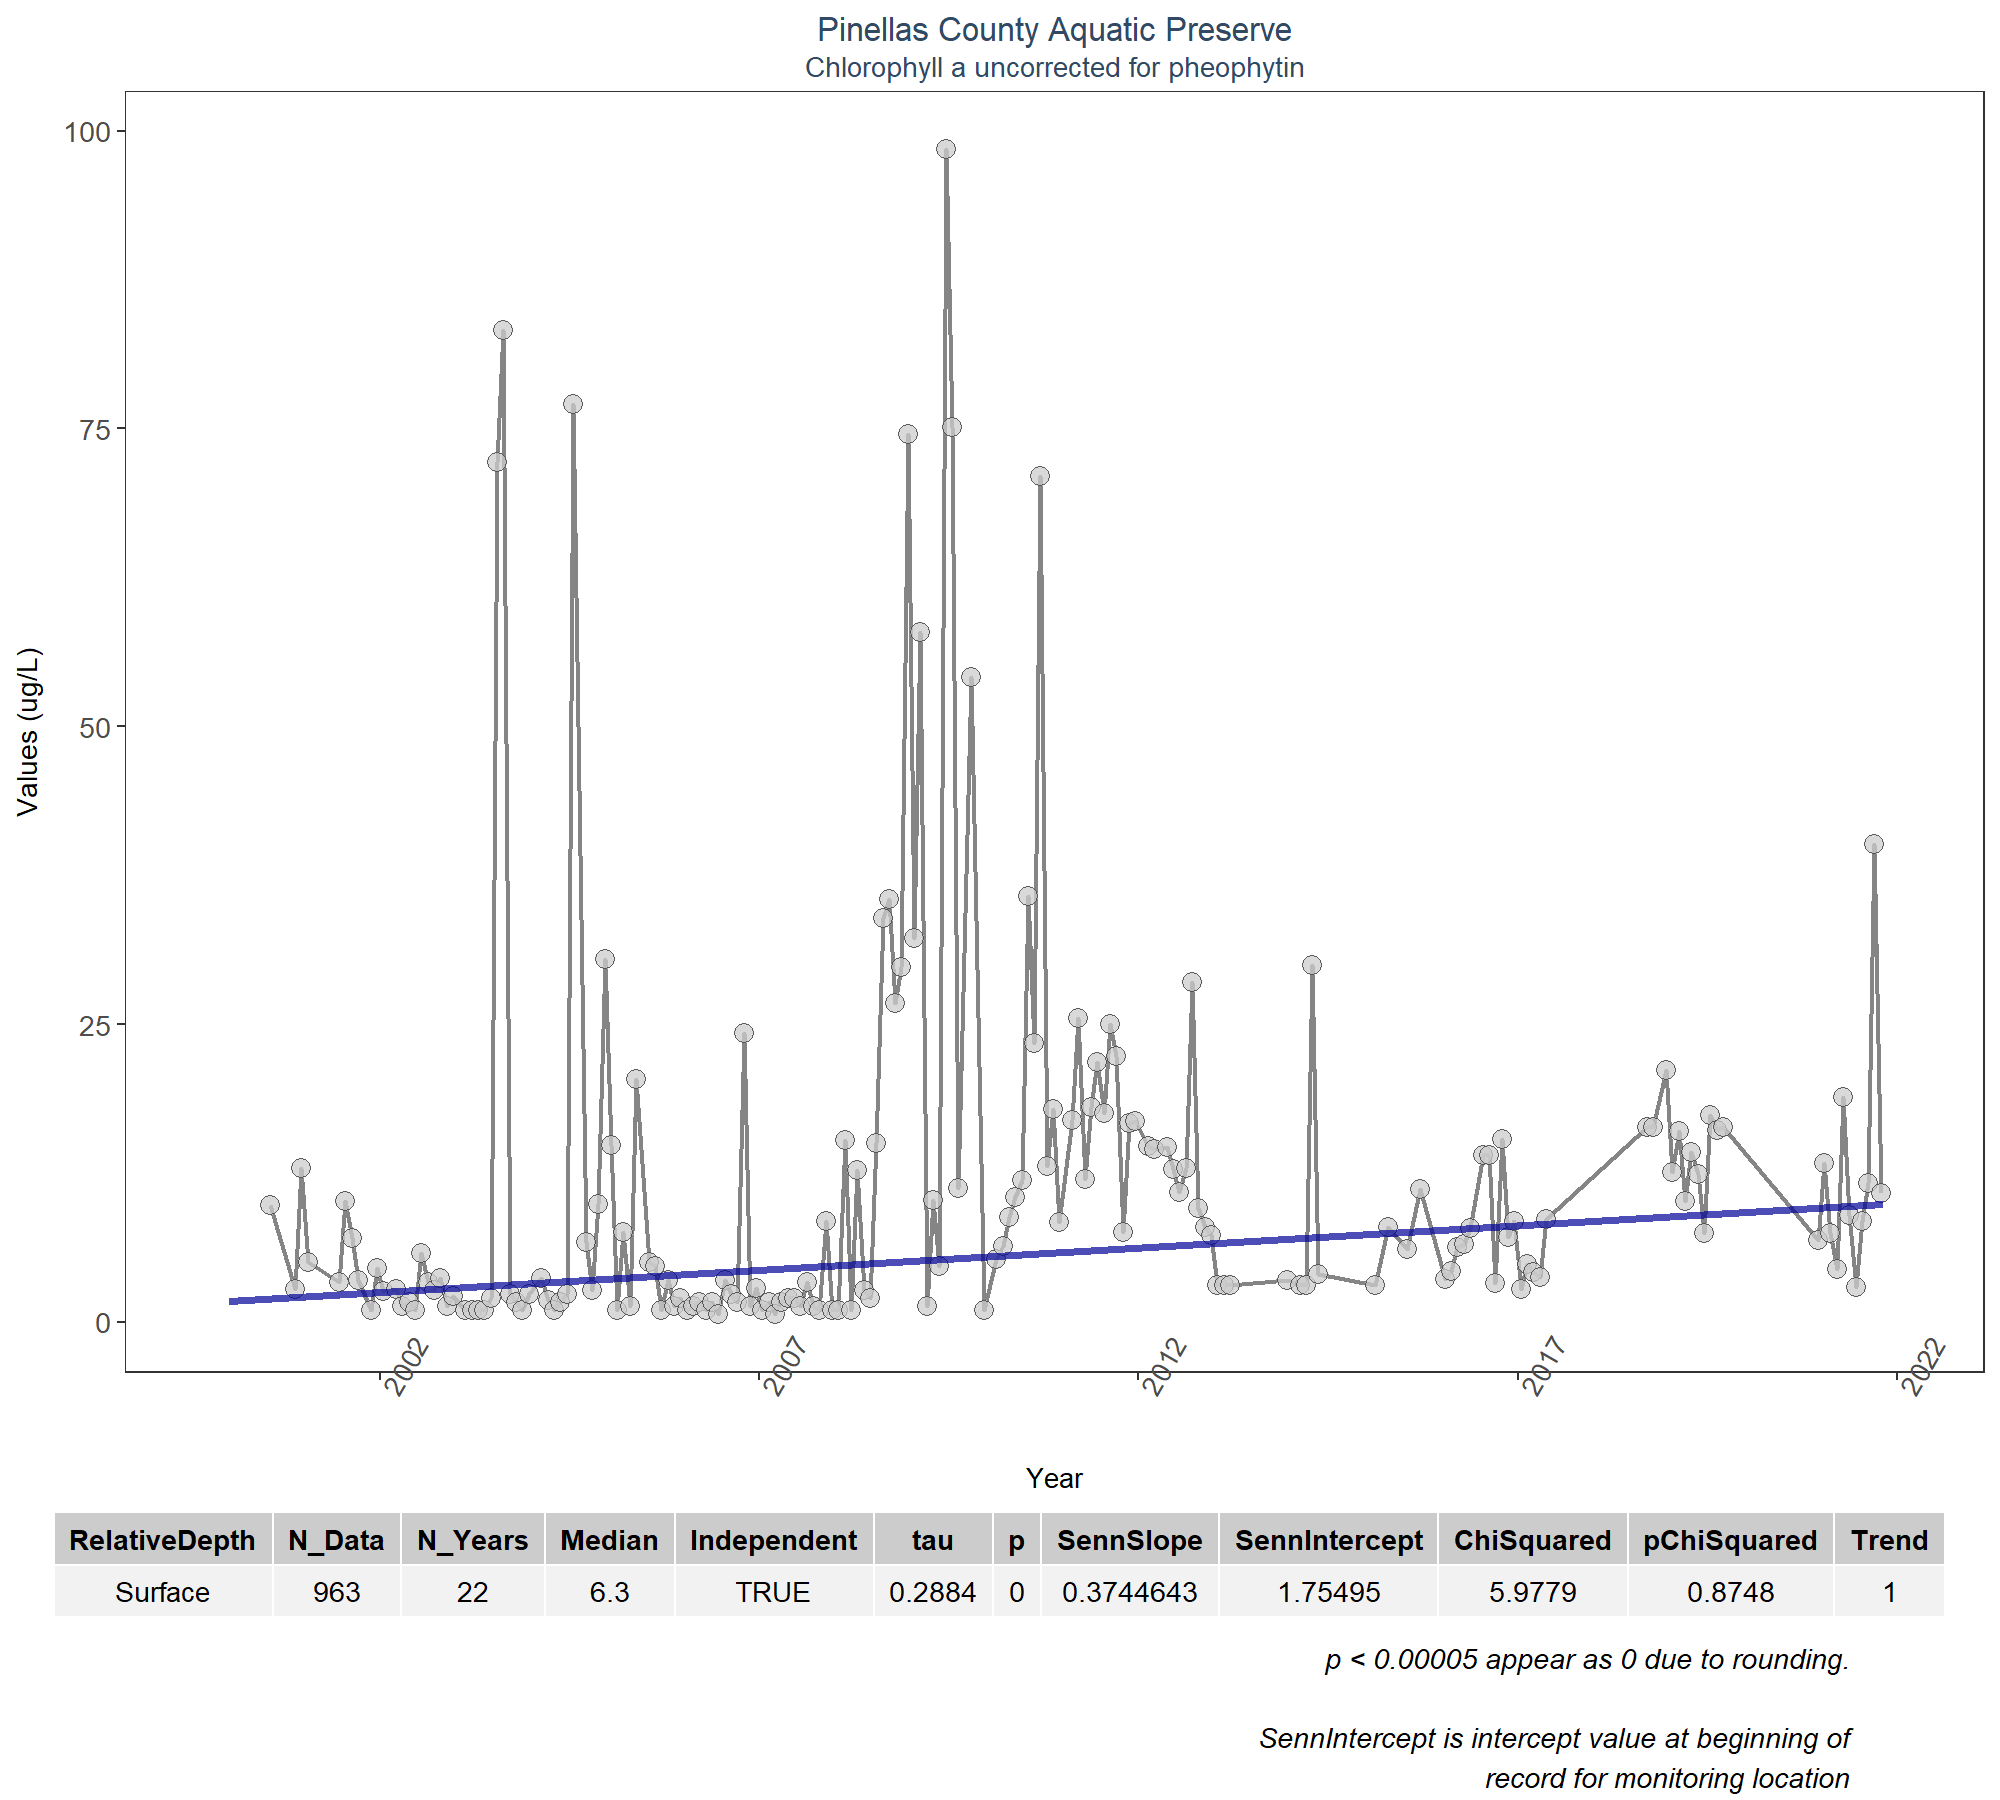 Pinellas County Aquatic Preserve
Chlorophyll a uncorrected for pheophytin
100
75
50
25
0
Values (ug/L)
2002
2007
2012
2017
2022
Year
RelativeDepth N_Data N_Years Median Independent tau p SennSlope SennIntercept ChiSquared pChiSquared Trend
Surface 963 22 6.3 TRUE 0.2884 0 0.3744643 1.75495 5.9779 0.8748 1
p < 0.00005 appear as 0 due to rounding.
SennIntercept is intercept value at beginning of
record for monitoring location